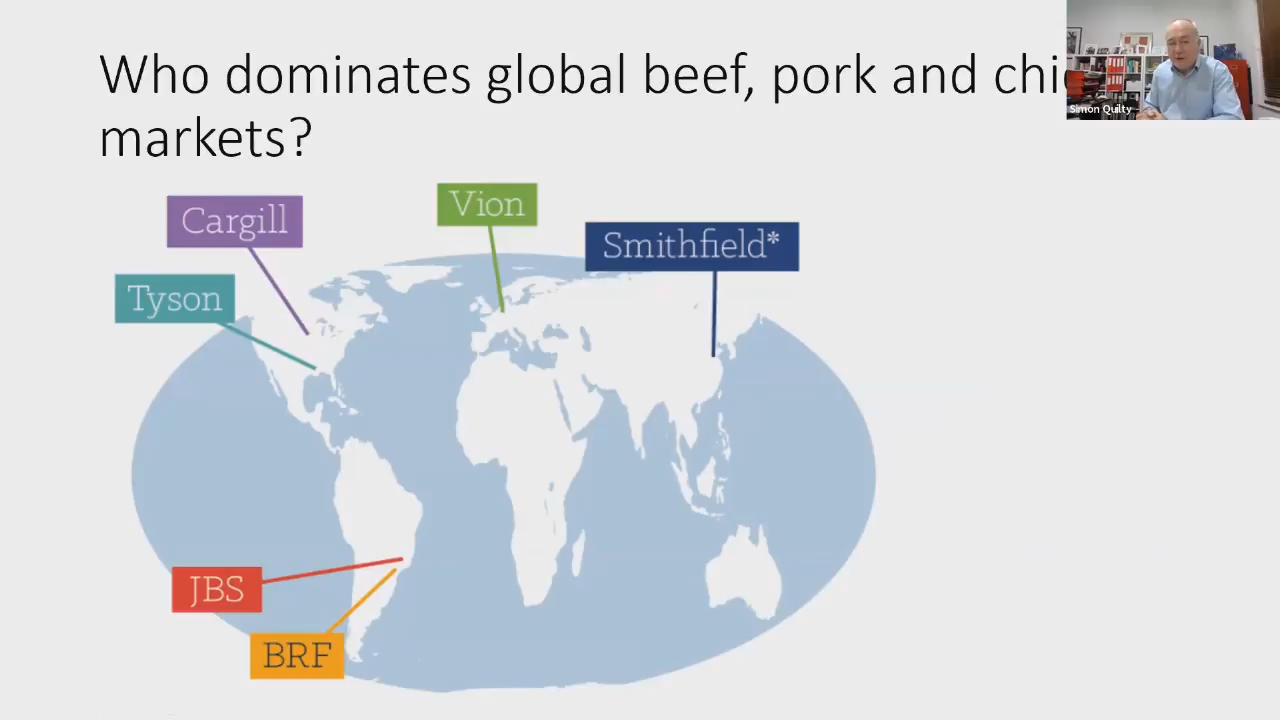 Who dominates global beef, pork and chi
markets?
Simon Quilty
Cargill
Vion
Smithfield*
Tyson
JBS
BRF